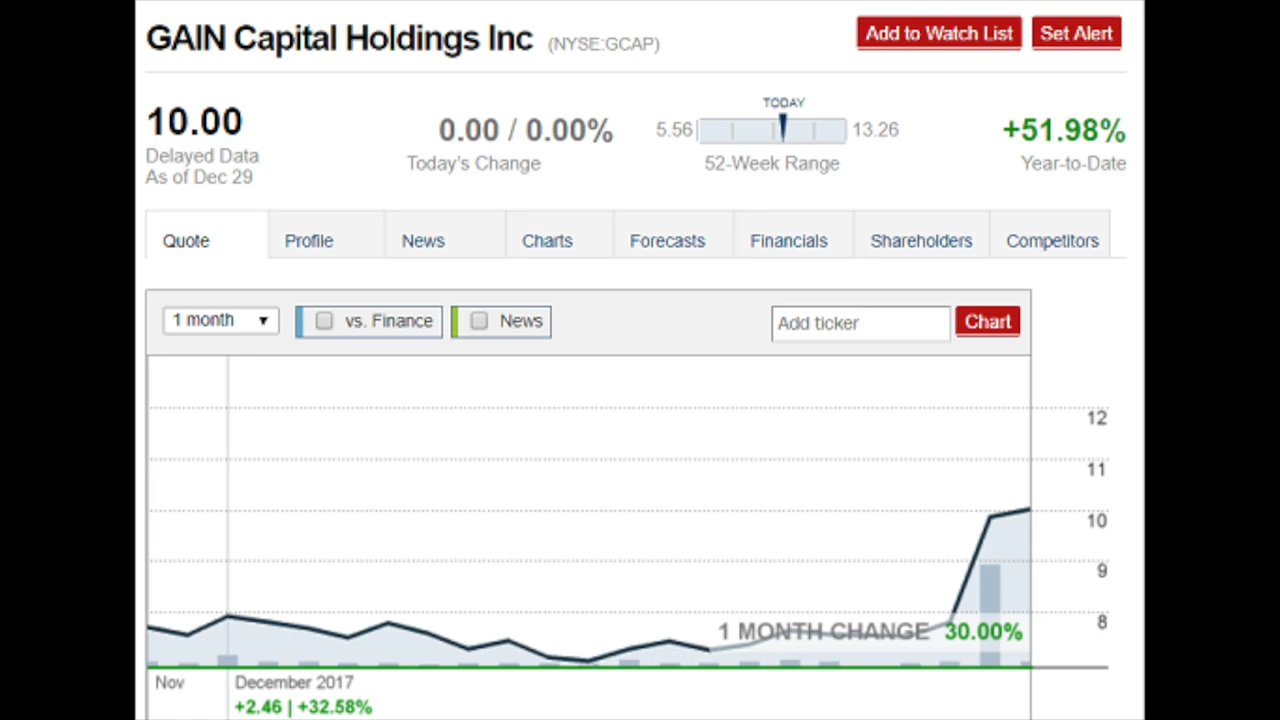 GAIN Capital Holdings Inc (NYSE:GCAP)
Add to Watch List
Set Alert
10.00
Delayed Data
As of Dec 29
0.00 / 0.00%
Today's Change
TODAY
5.56
13.26
52-Week Range
+51.98%
Year-to-Date
Quote
Profile
News
Charts
Forecasts
Financials
Shareholders
Competitors
1 month
vs. Finance
News
Add ticker
Chart
12
11
10
9
8
1 MONTH CHANGE 30.00%
Nov
December 2017
+2.46 | +32.58%